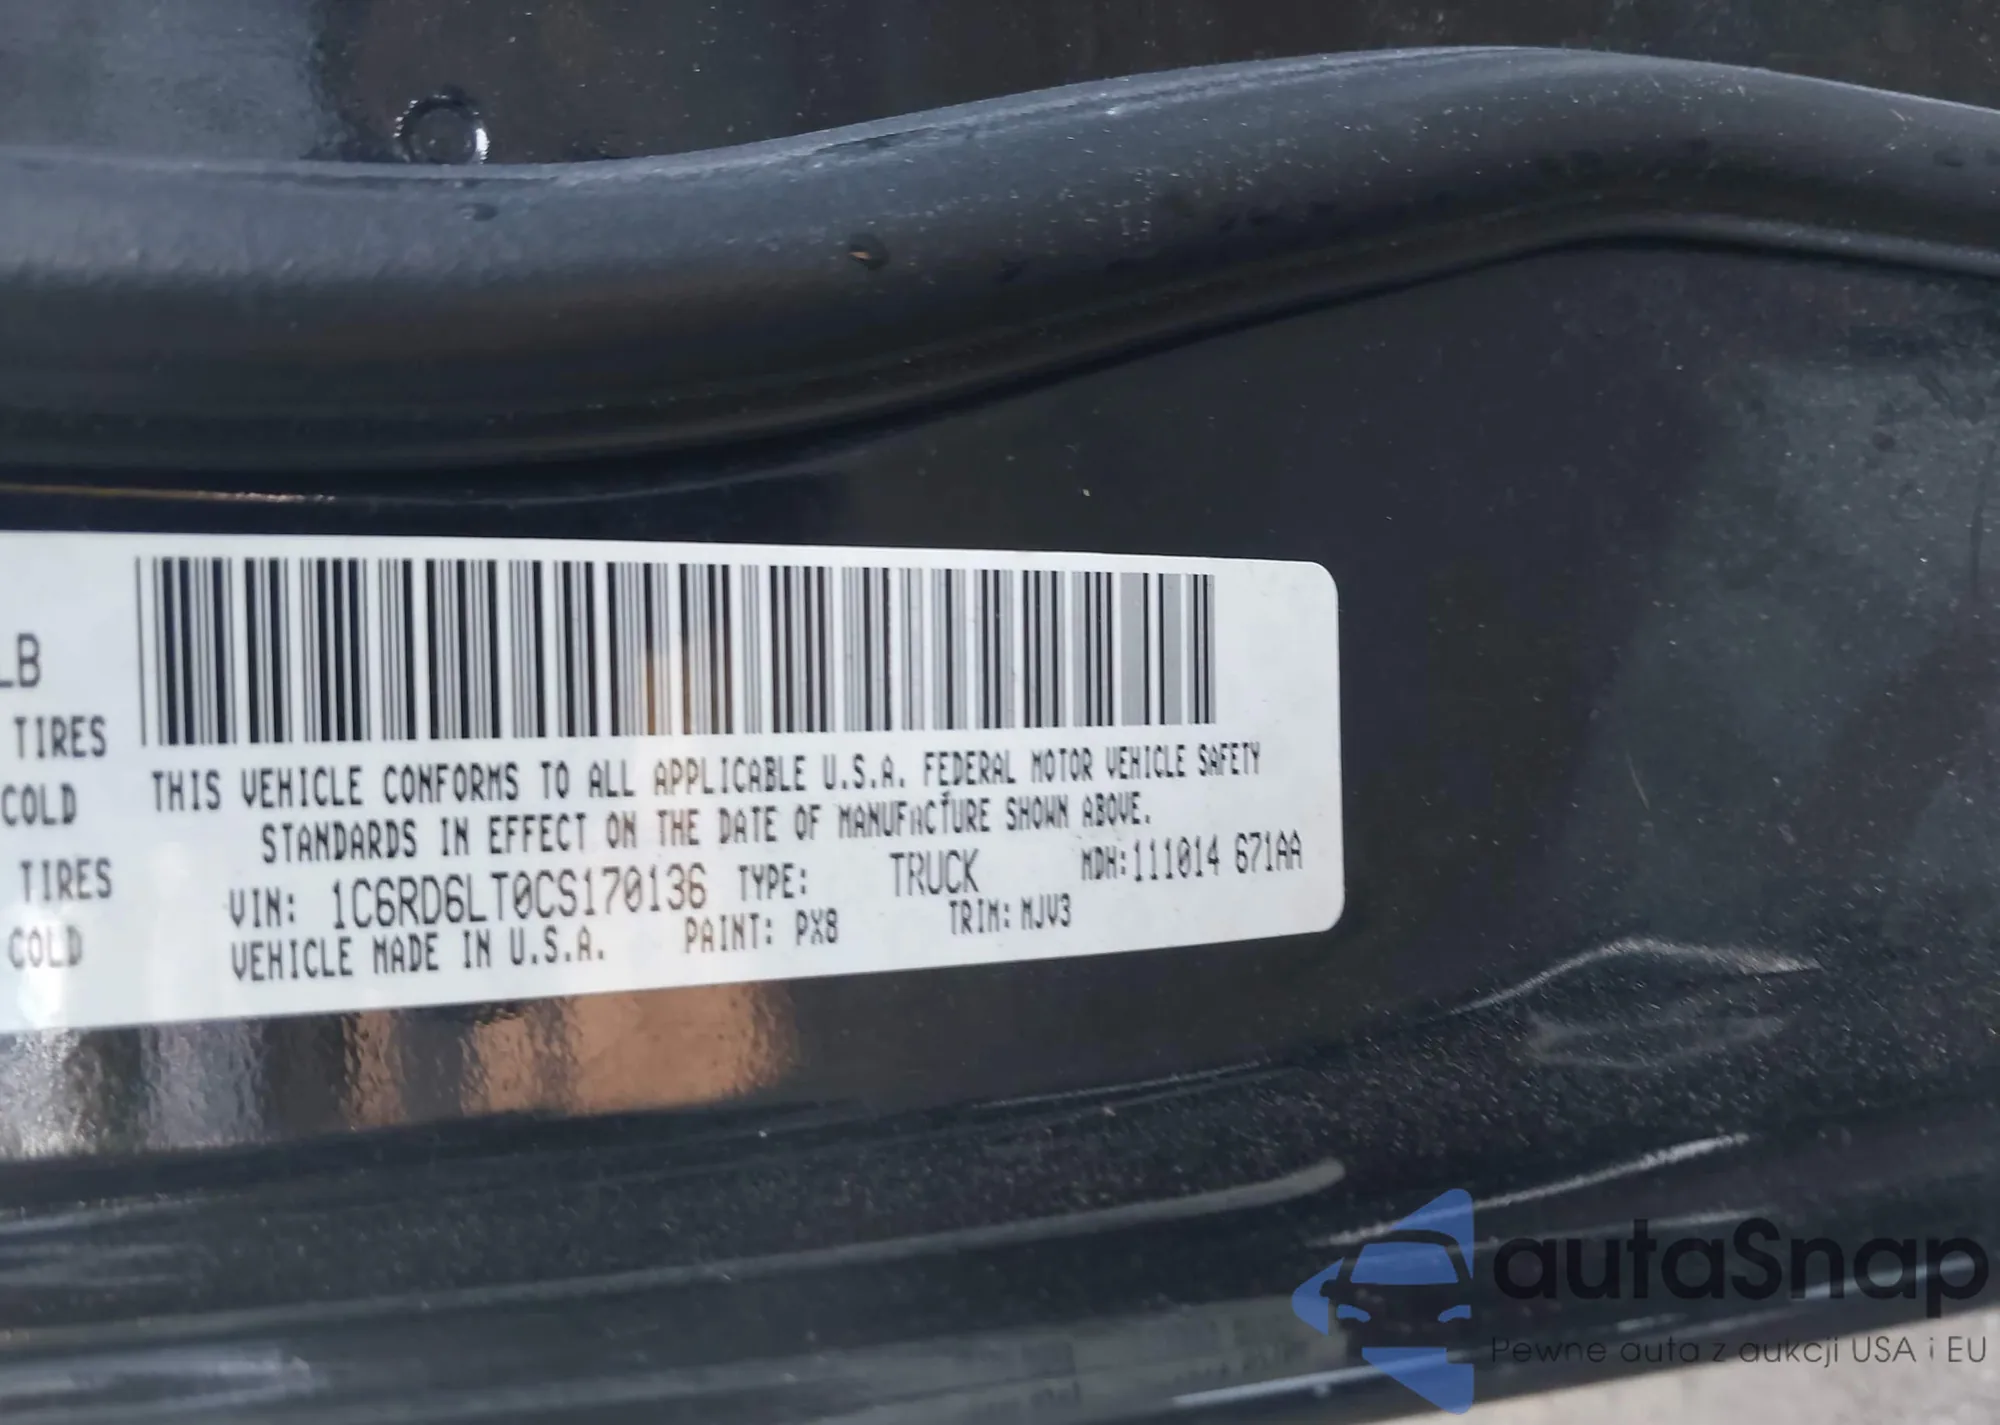 LB
TIRES
COLD
TIRES
COLD
THIS VEHICLE CONFORMS TO ALL APPLICABLE U.S.A. FEDERAL MOTOR VEHICLE SAFETY
STANDARDS IN EFFECT ON THE DATE OF MANUFACTURE SHOWN ABOVE.
VIN: 1C6RD6LT0CS170136 TYPE: TRUCK MDH:111014 671AA
VEHICLE MADE IN U.S.A. PAINT: PX8 TRIM: MJV3
autaSnap
Pewne auta z aukcji USA i EU